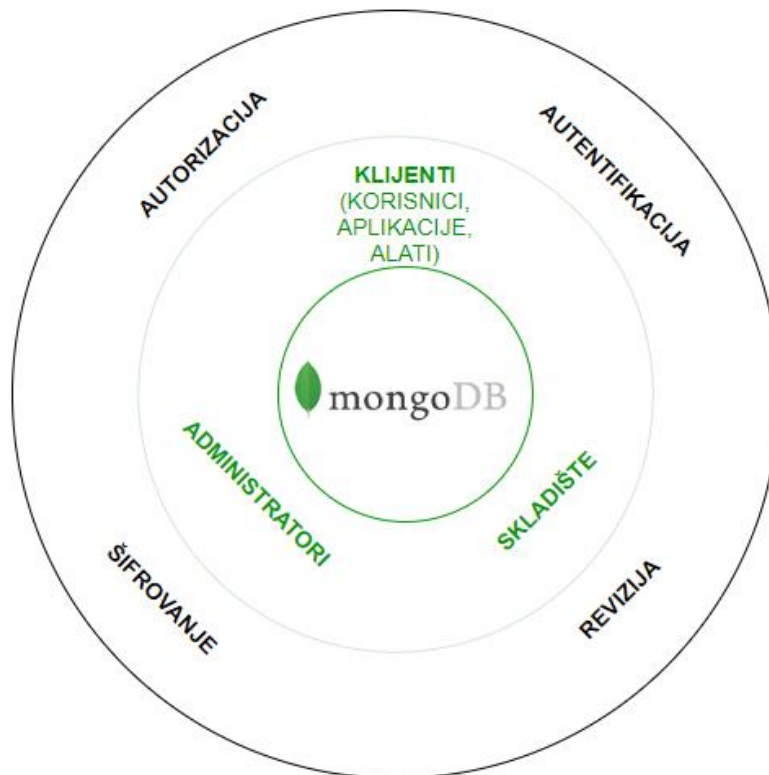 AUTORIZACIJA
AUTENTIFIKACIJA
KLIJENTI
(KORISNICI,
APLIKACIJE,
ALATI)
mongoDB
ADMINISTRATORI
SKLADIŠTE
ŠIFROVANJE
REVIZIJA